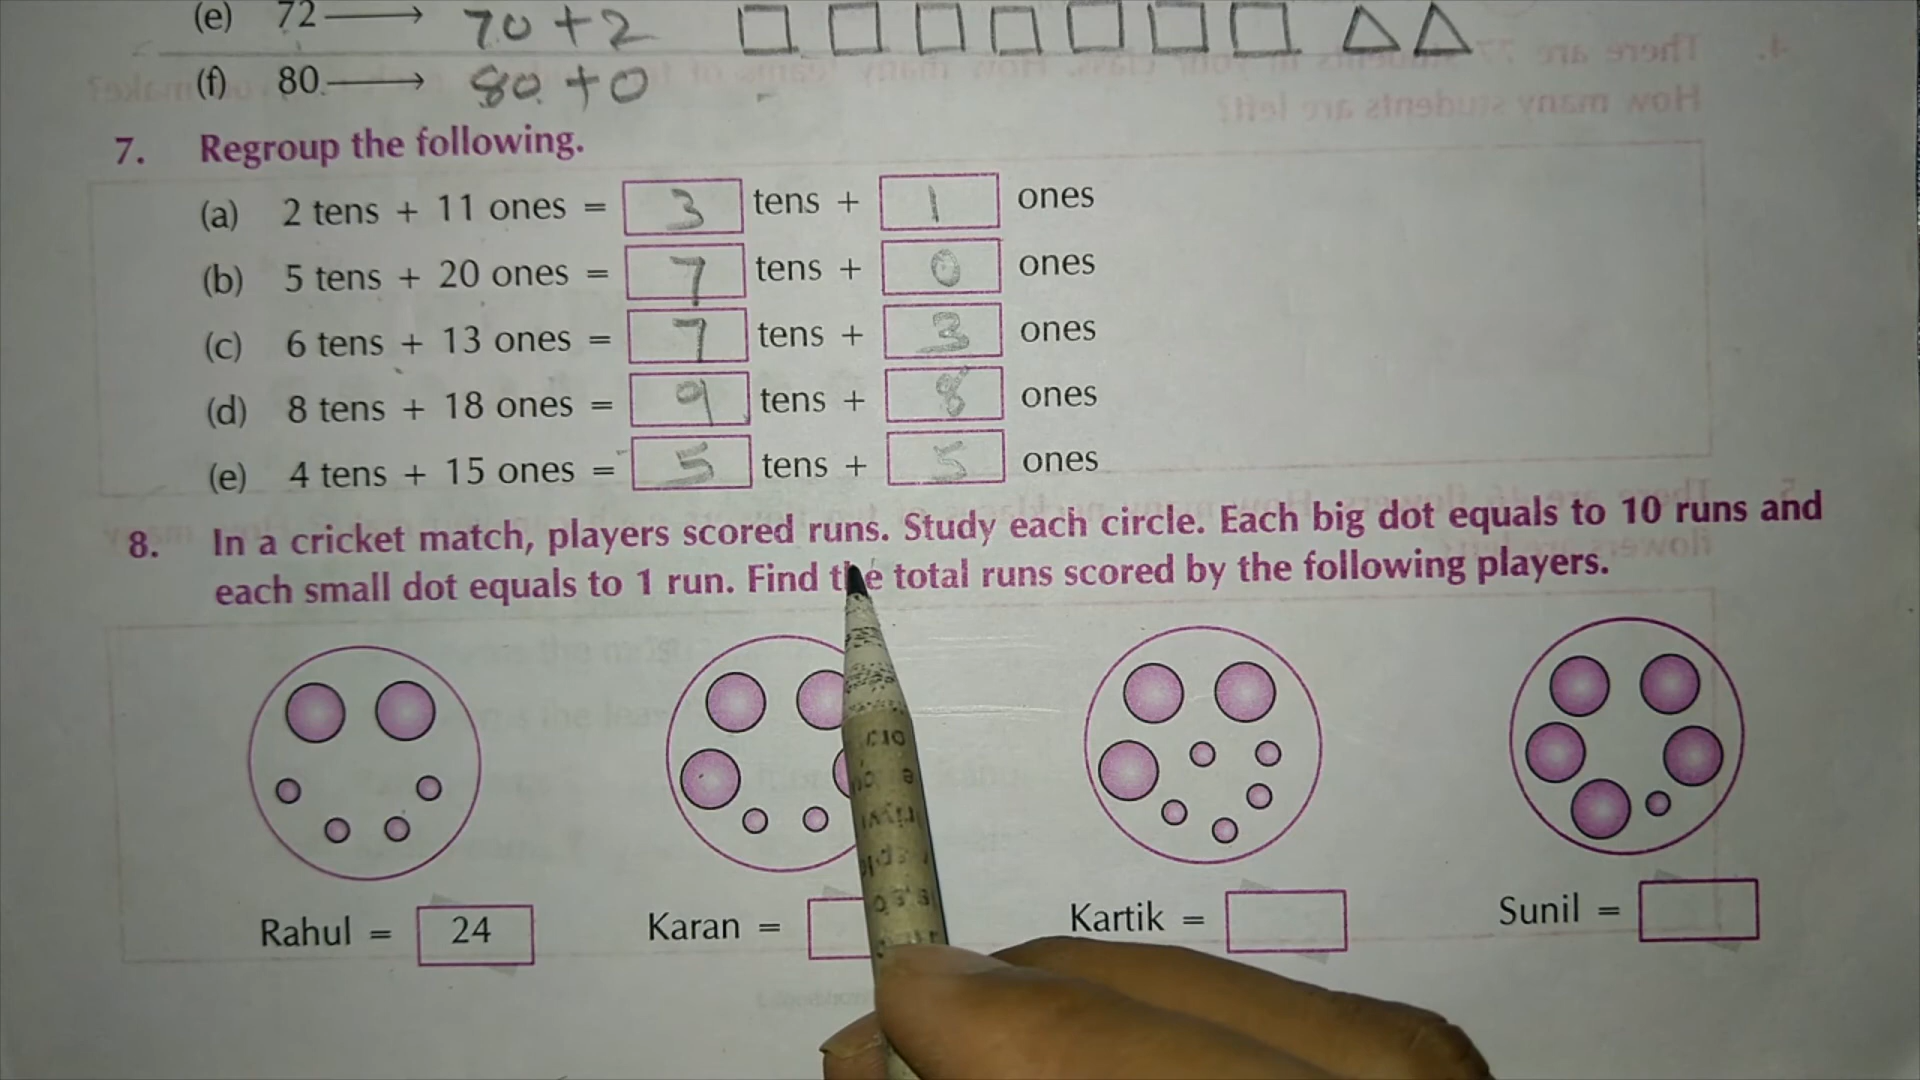 (e) 72 → 70 + 2
(f) 80 → 80 + 0
7. Regroup the following.
(a) 2 tens + 11 ones = 3 tens + 1 ones
(b) 5 tens + 20 ones = 7 tens + 0 ones
(c) 6 tens + 13 ones = 7 tens + 3 ones
(d) 8 tens + 18 ones = 9 tens + 8 ones
(e) 4 tens + 15 ones = 5 tens + 5 ones
8. In a cricket match, players scored runs. Study each circle. Each big dot equals to 10 runs and
each small dot equals to 1 run. Find the total runs scored by the following players.
Rahul = 24 Karan = Kartik = Sunil =